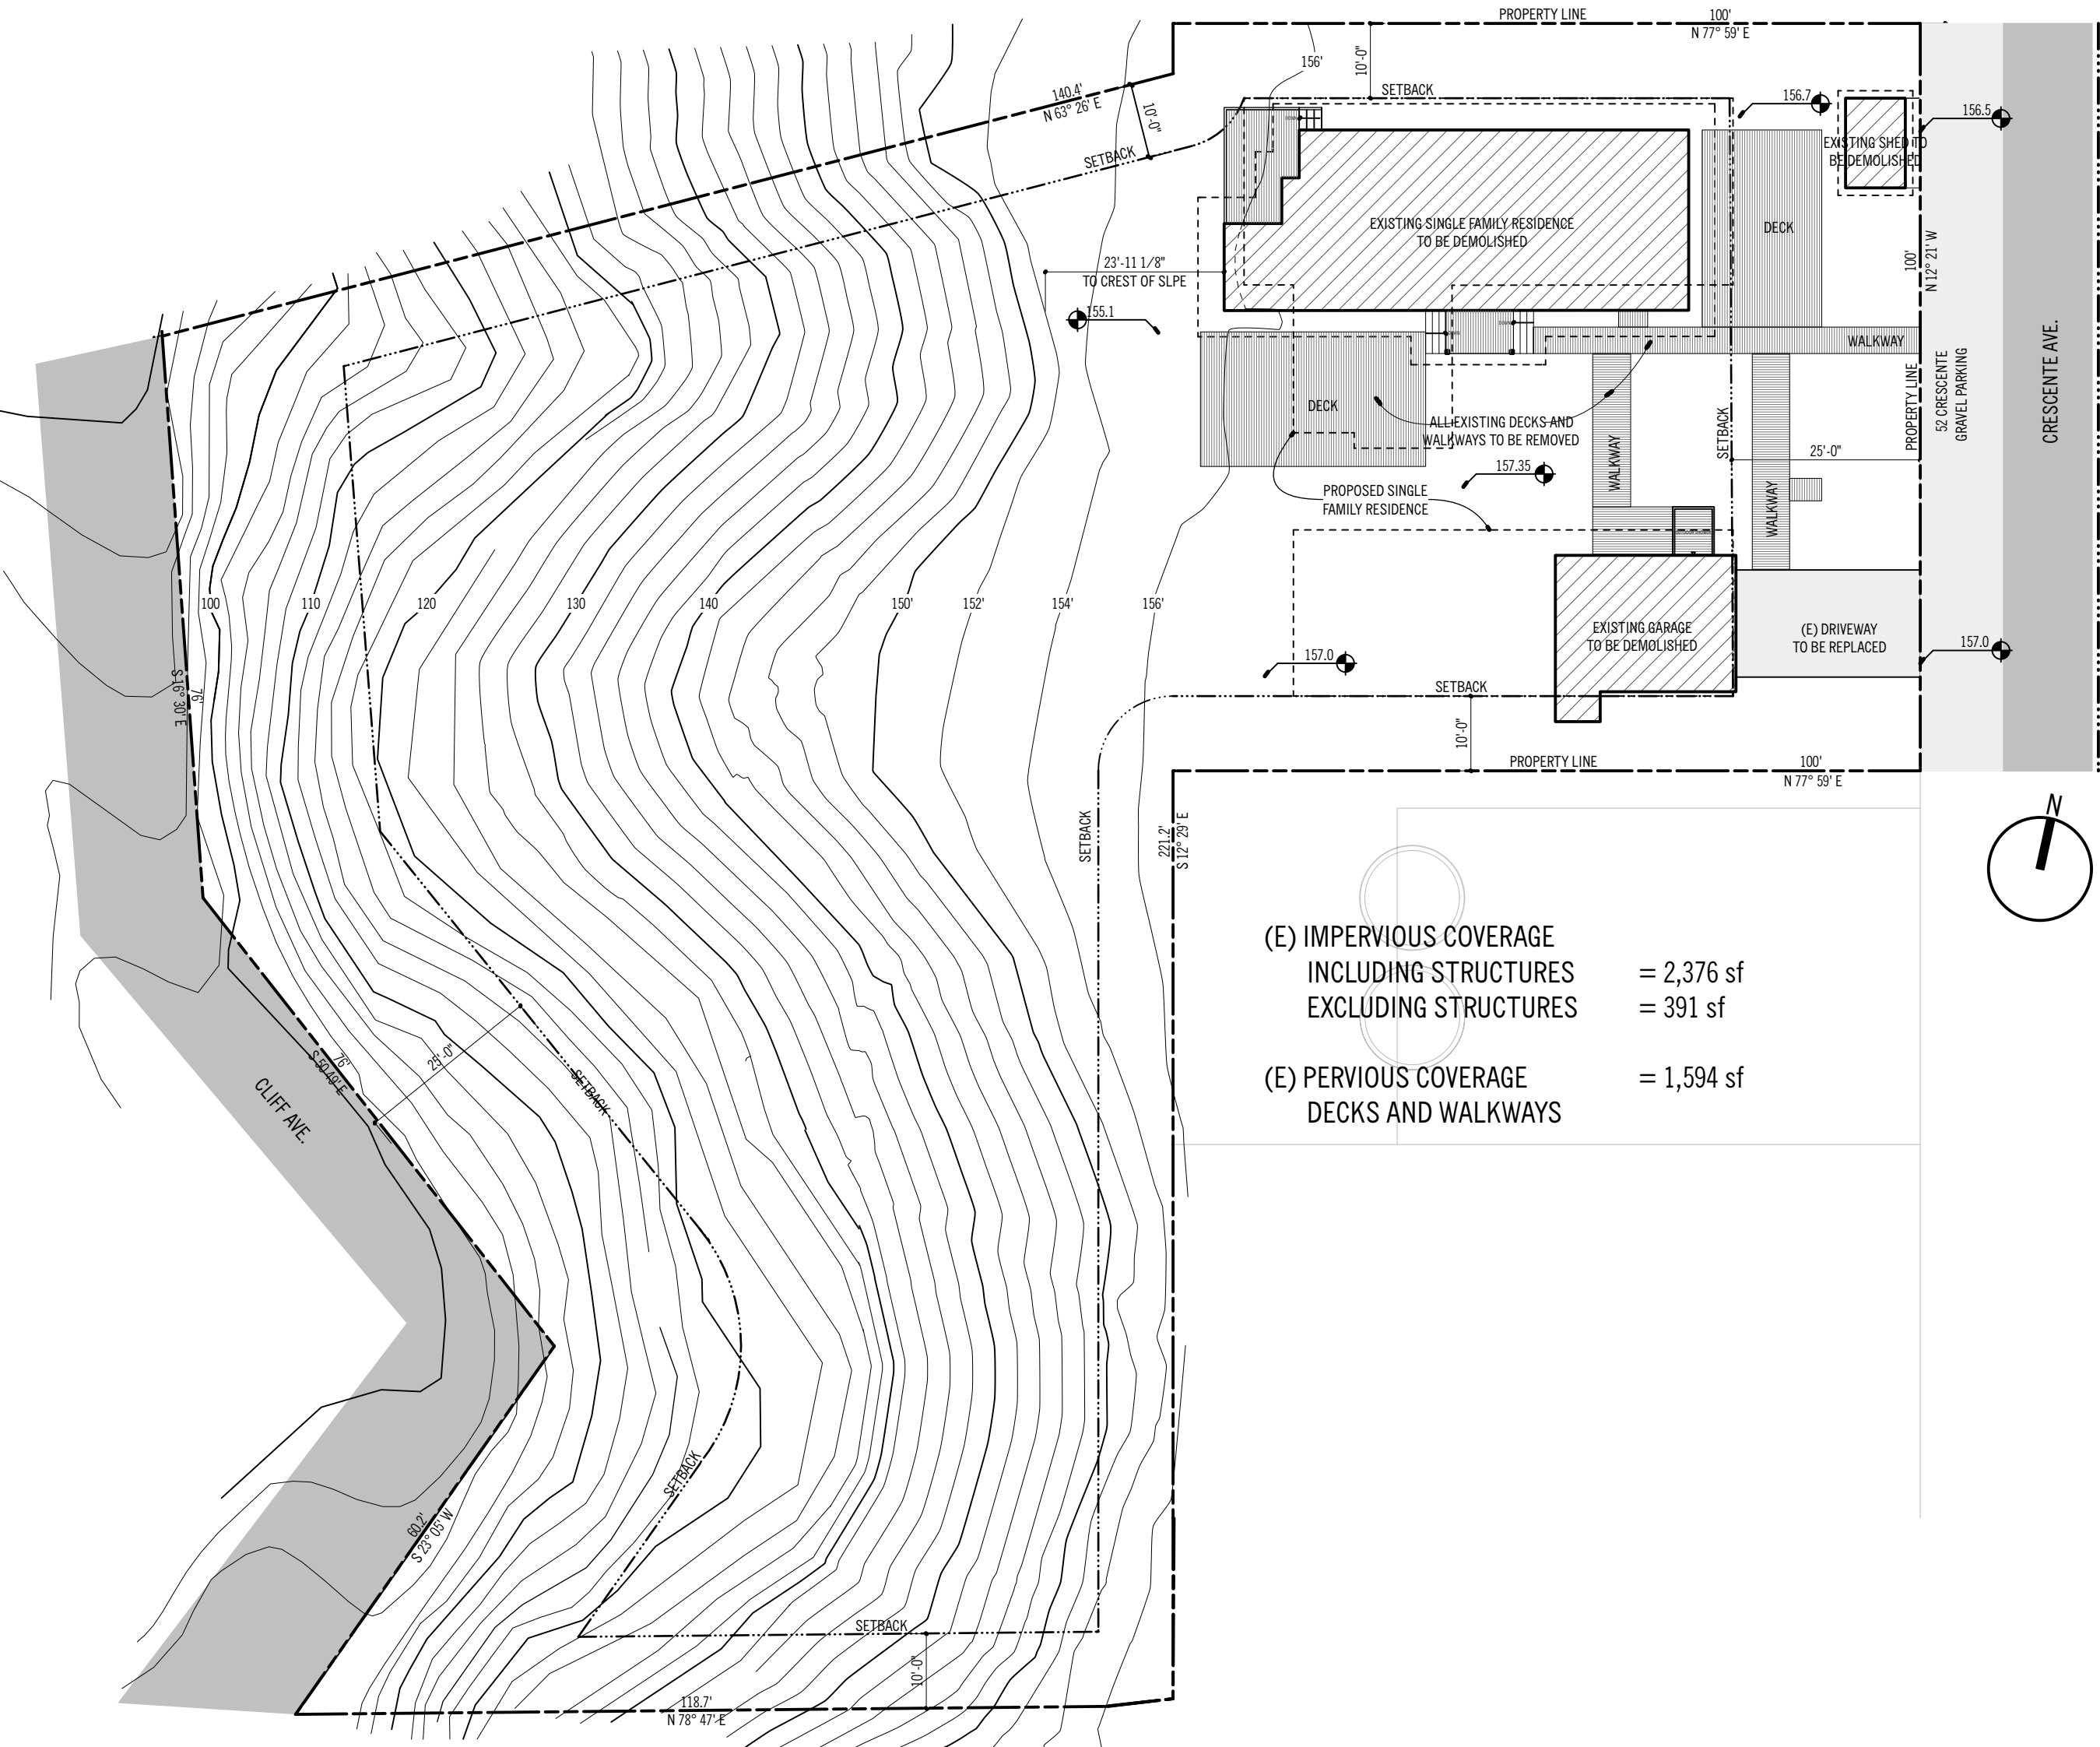 PROPERTY LINE
100'
N 77° 59' E
156'
10'-0"
SETBACK
140.4'
N 63° 26' E
10'-0"
SETBACK
156.7
156.5
EXISTING SHED TO
BE DEMOLISHED
EXISTING SINGLE FAMILY RESIDENCE
TO BE DEMOLISHED
DECK
100'
N 12° 21' W
23'-11 1/8"
TO CREST OF SLPE
155.1
WALKWAY
52 CRESCENTE
GRAVEL PARKING
CRESCENTE AVE.
PROPERTY LINE
DECK
ALL EXISTING DECKS AND
WALKWAYS TO BE REMOVED
SETBACK
25'-0"
WALKWAY
157.35
PROPOSED SINGLE
FAMILY RESIDENCE
WALKWAY
100
110
120
130
140
150'
152'
154'
156'
EXISTING GARAGE
TO BE DEMOLISHED
(E) DRIVEWAY
TO BE REPLACED
157.0
157.0
76'
S 16° 30' E
SETBACK
10'-0"
PROPERTY LINE
100'
N 77° 59' E
SETBACK
221.2'
S 12° 29' E
N
(E) IMPERVIOUS COVERAGE
INCLUDING STRUCTURES = 2,376 sf
EXCLUDING STRUCTURES = 391 sf
(E) PERVIOUS COVERAGE = 1,594 sf
DECKS AND WALKWAYS
76'
S 50 49' E
25'-0"
SETBACK
CLIFF AVE.
SETBACK
60.2'
S 23° 05' W
SETBACK
10'-0"
118.7'
N 78° 47' E